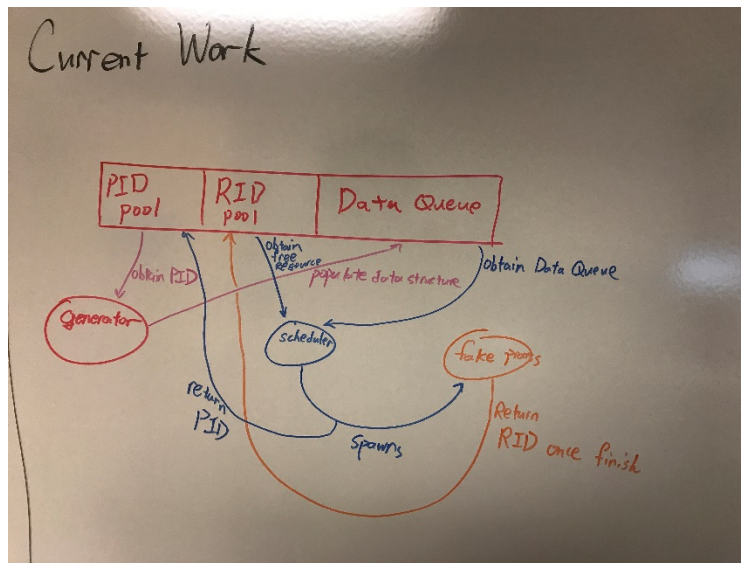 Current Work
PID
pool
RID
pool
Data Queue
obtain PID
obtain
free
resource
populate data structure
obtain Data Queue
generator
scheduler
fake
return
PID
spawns
Return
RID once finish